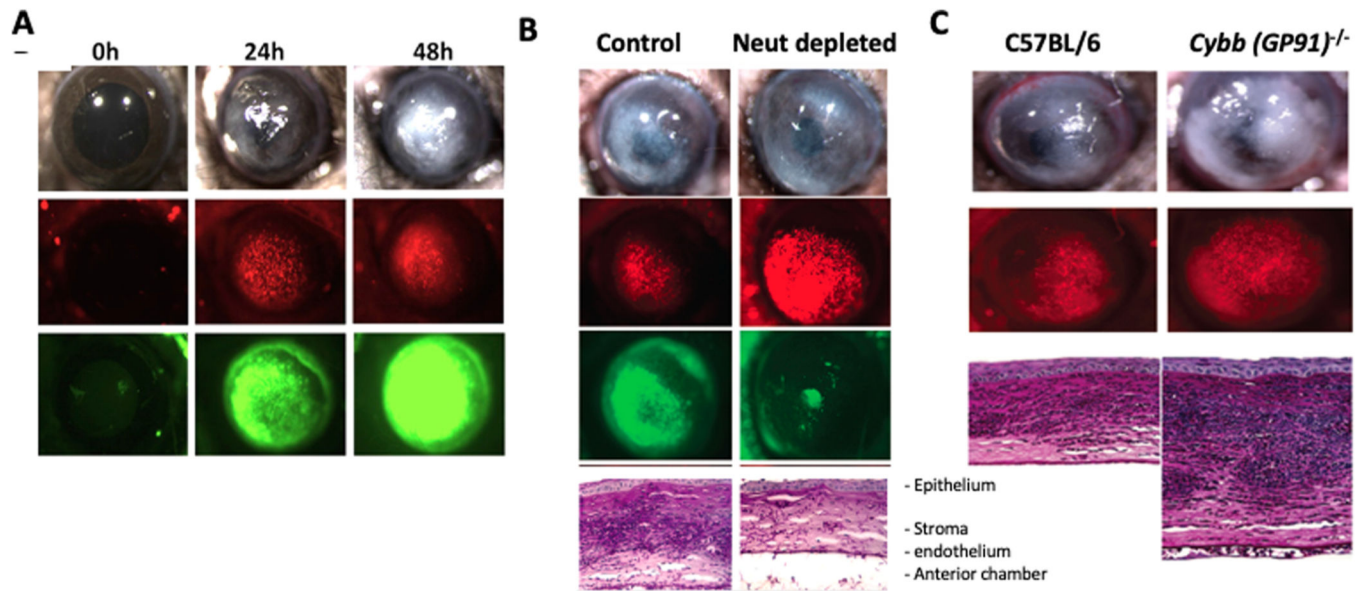 A
–
0h 24h 48h
B
Control Neut depleted
C
C57BL/6 Cybb (GP91)-/-
- Epithelium
- Stroma
- endothelium
- Anterior chamber